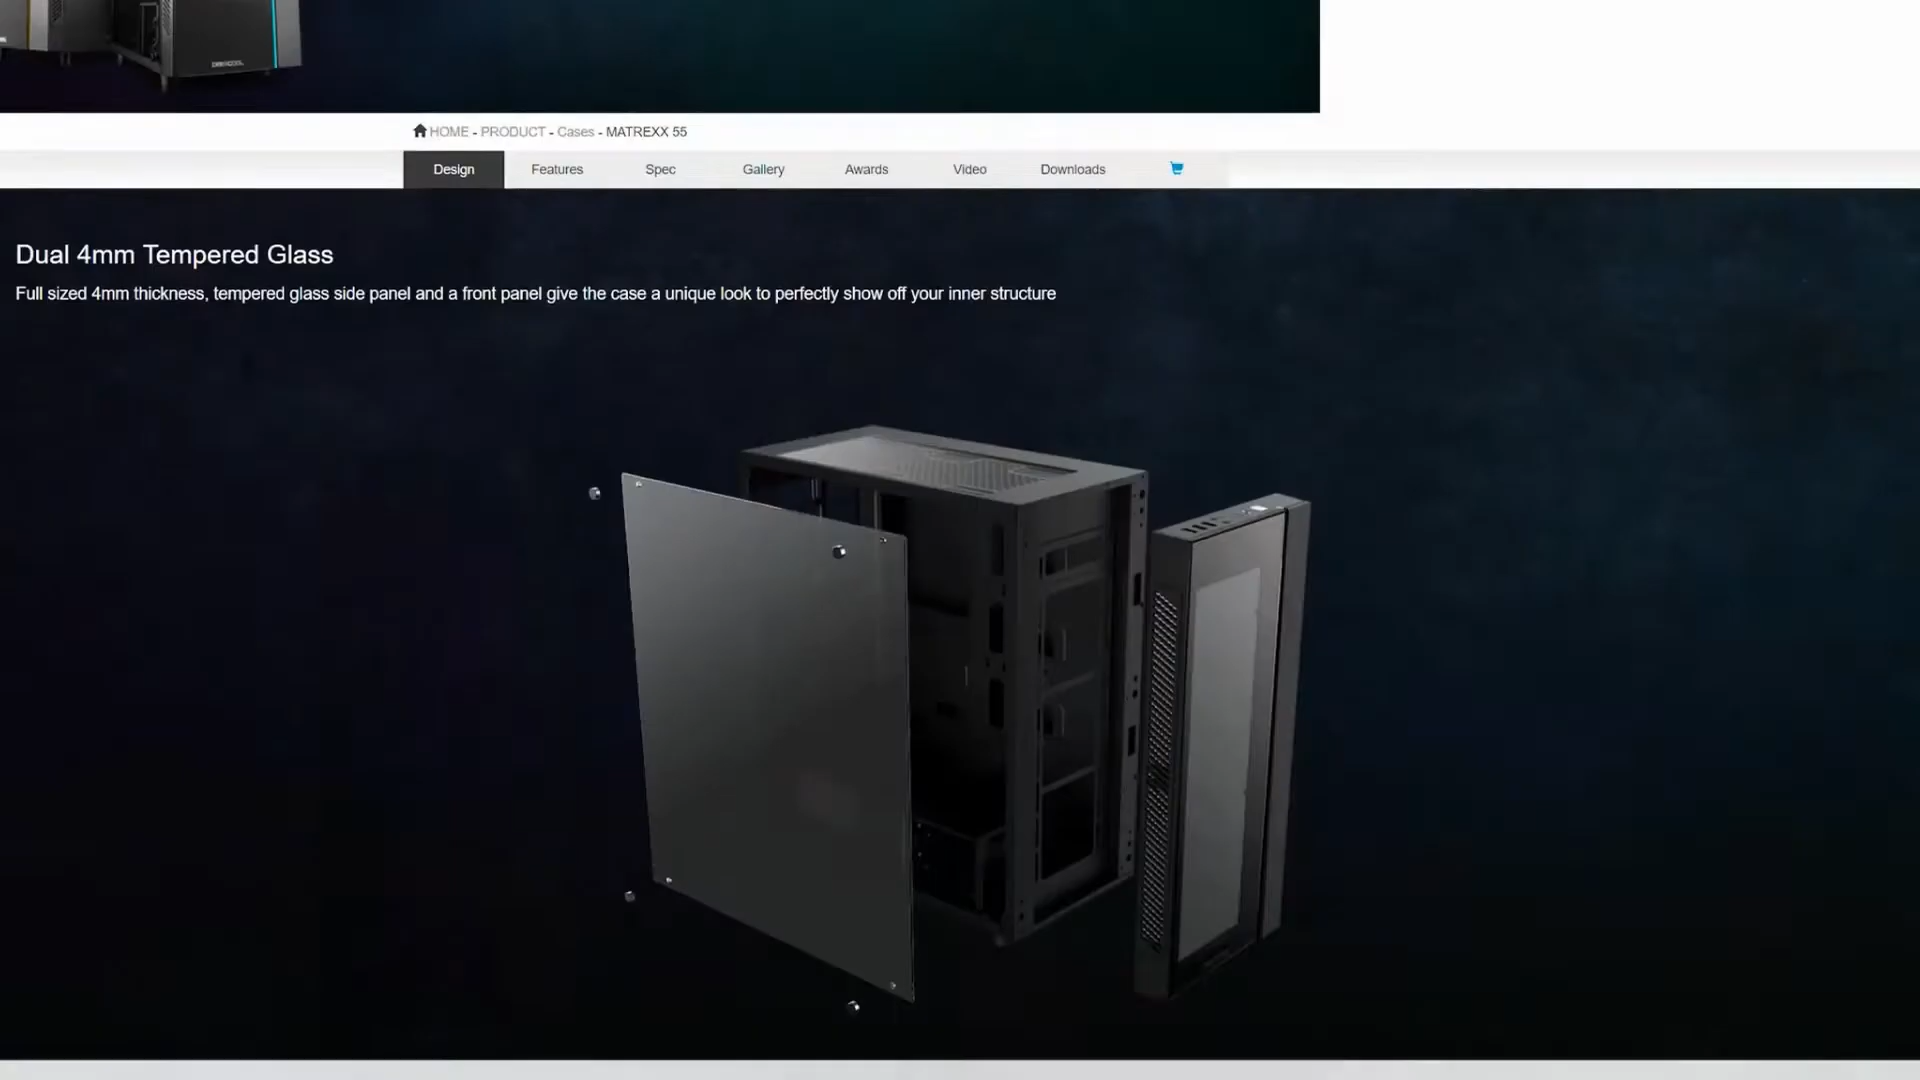 DEEPCOOL
HOME - PRODUCT - Cases - MATREXX 55
Design Features Spec Gallery Awards Video Downloads
Dual 4mm Tempered Glass
Full sized 4mm thickness, tempered glass side panel and a front panel give the case a unique look to perfectly show off your inner structure